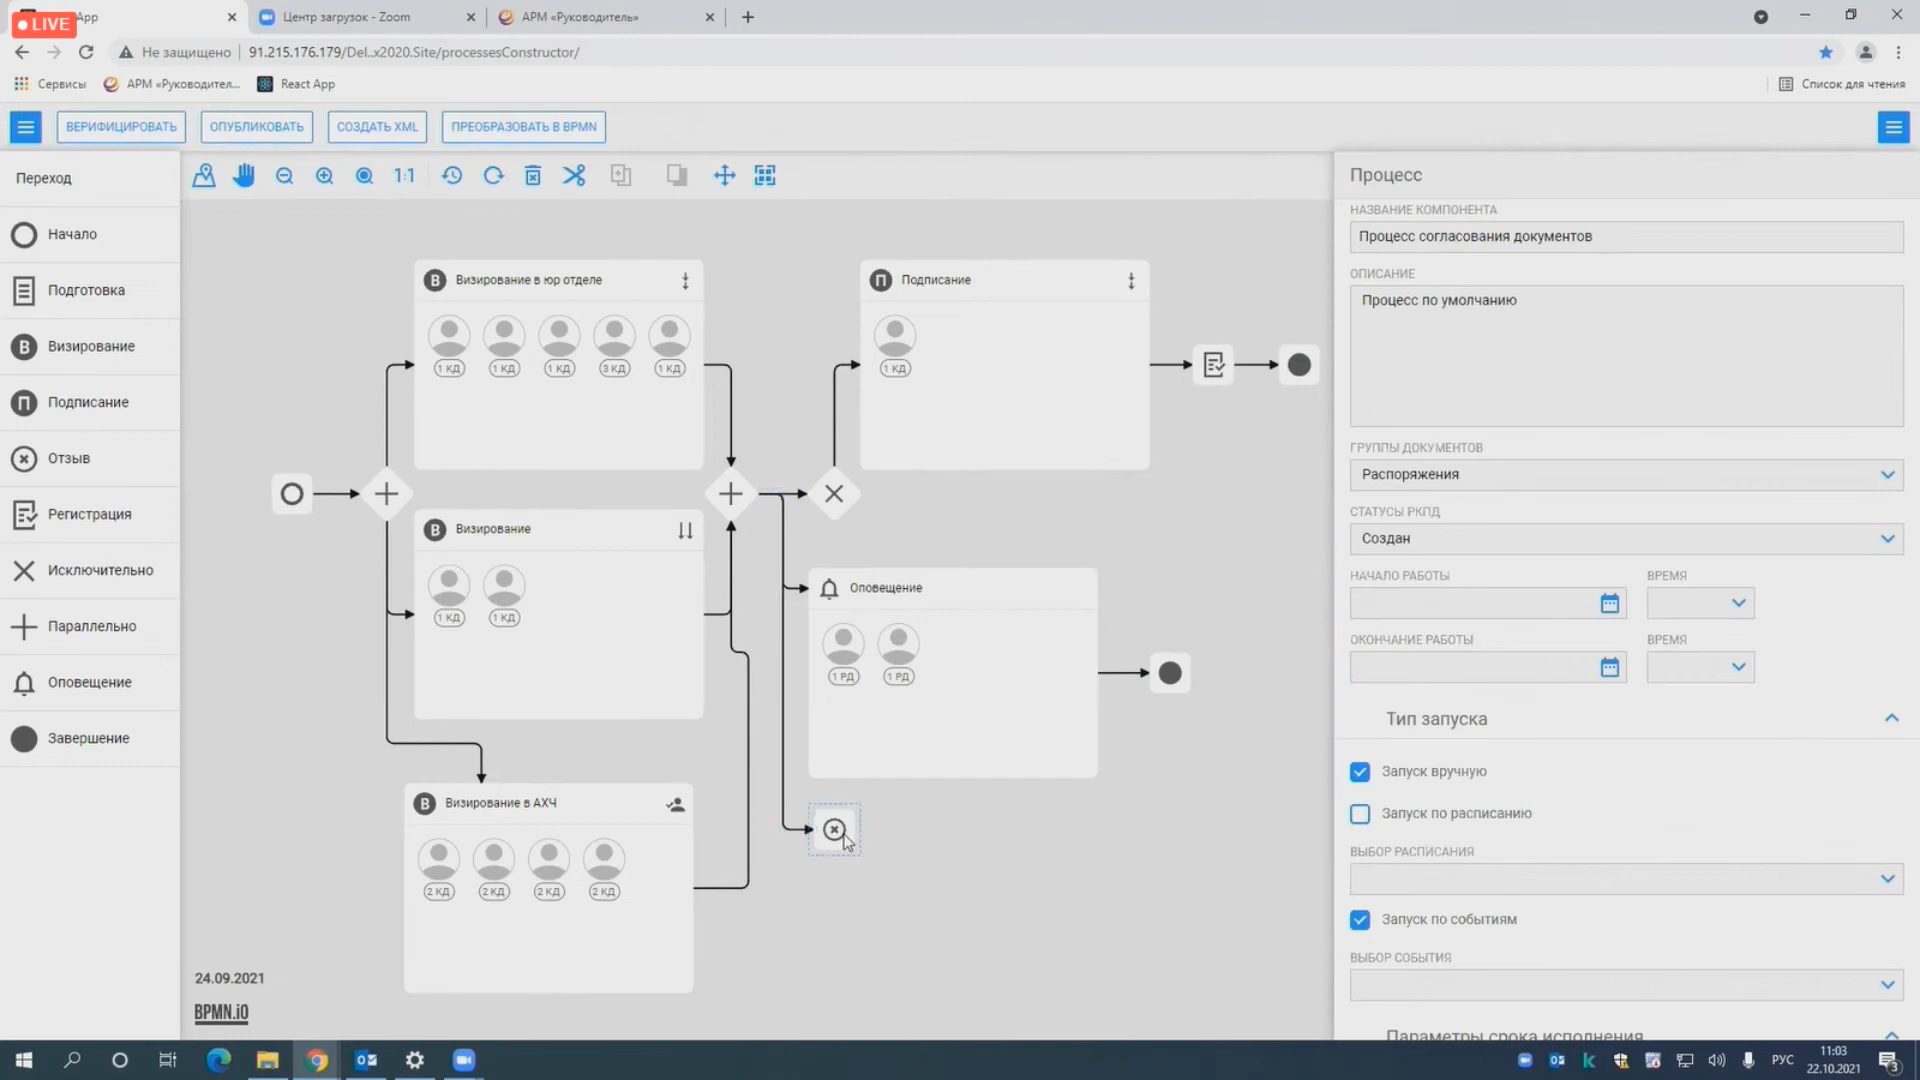 LIVE
App
Центр загрузок - Zoom
АРМ «Руководитель»
Не защищено
91.215.176.179/Del..x2020.Site/processesConstructor/
Сервисы
АРМ «Руководител...
React App
Список для чтения
ВЕРИФИЦИРОВАТЬ
ОПУБЛИКОВАТЬ
СОЗДАТЬ XML
ПРЕОБРАЗОВАТЬ В BPMN
Переход
Начало
Подготовка
В Визирование
П Подписание
Отзыв
Регистрация
Исключительно
Параллельно
Оповещение
Завершение
1:1
В Визирование в юр отделе
1 КД 1 КД 1 КД 3 КД 1 КД
П Подписание
1 КД
В Визирование
1 КД 1 КД
Оповещение
1 РД 1 РД
В Визирование в АХЧ
2 КД 2 КД 2 КД 2 КД
24.09.2021
BPMN.iO
Процесс
НАЗВАНИЕ КОМПОНЕНТА
Процесс согласования документов
ОПИСАНИЕ
Процесс по умолчанию
ГРУППЫ ДОКУМЕНТОВ
Распоряжения
СТАТУСЫ РКПД
Создан
НАЧАЛО РАБОТЫ
ВРЕМЯ
ОКОНЧАНИЕ РАБОТЫ
ВРЕМЯ
Тип запуска
Запуск вручную
Запуск по расписанию
ВЫБОР РАСПИСАНИЯ
Запуск по событиям
ВЫБОР СОБЫТИЯ
Параметры срока исполнения
РУС
11:03
22.10.2021
3